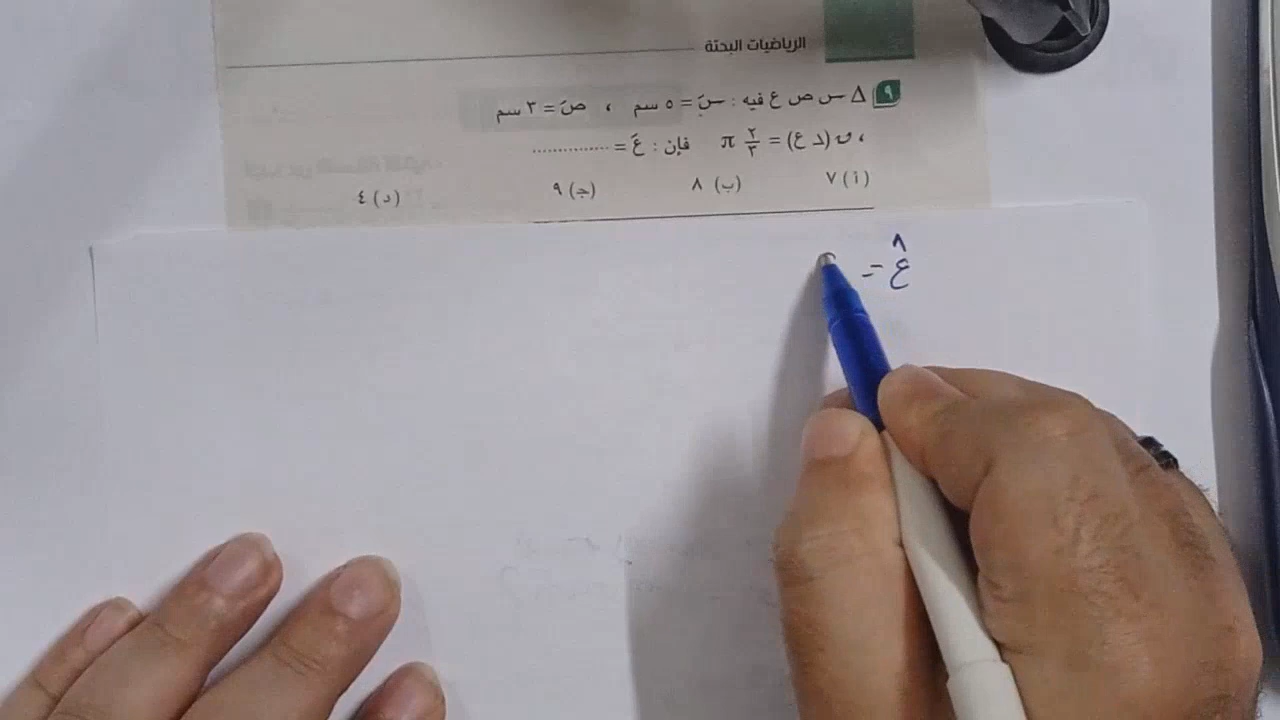 الرياضيات البحتة
٩ △ س ص ع فيه : سَ = ٥ سم ، صَ = ٣ سم
، ن (د ع) = ٢/٣ π فإن : عَ = ..............
(أ) ٧ (ب) ٨ (جـ) ٩ (د) ٤
ع^ =